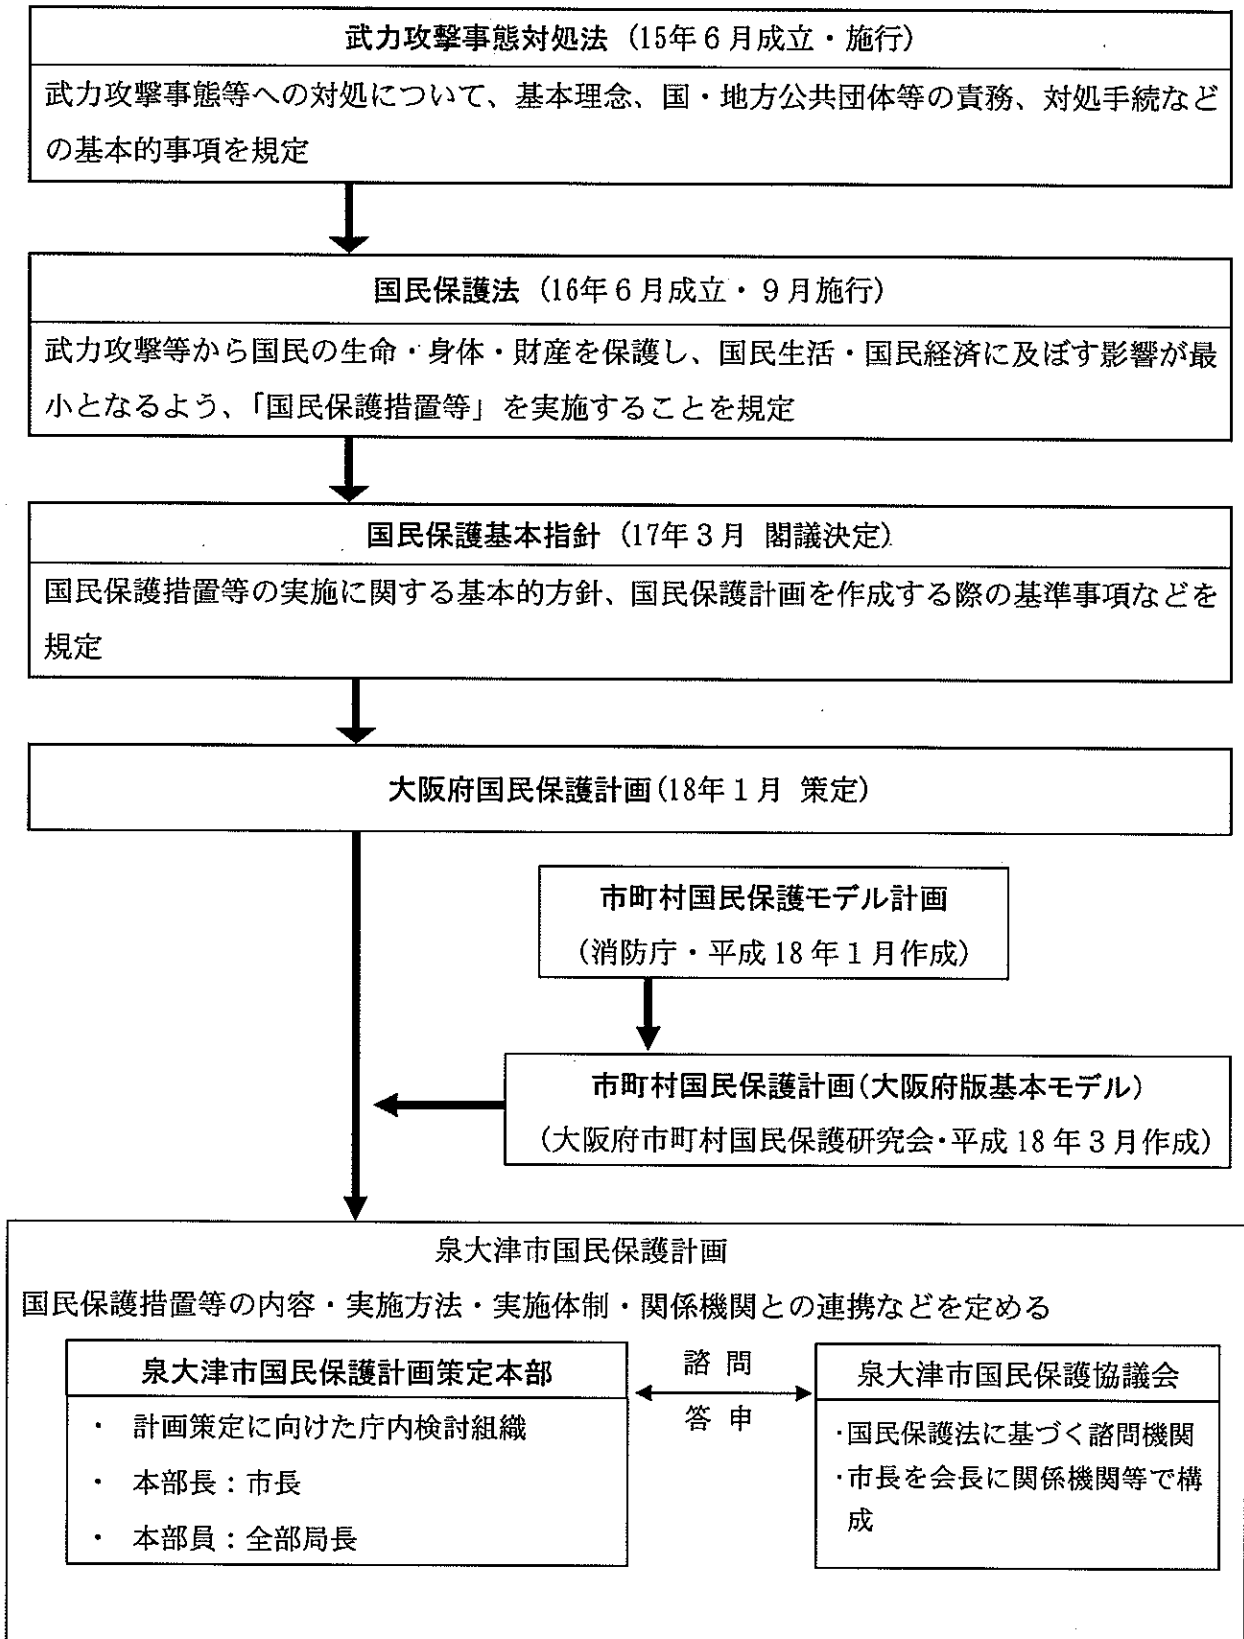 武力攻撃事態対処法（15年６月成立・施行）
武力攻撃事態等への対処について、基本理念、国・地方公共団体等の責務、対処手続など
の基本的事項を規定
国民保護法（16年６月成立・９月施行）
武力攻撃等から国民の生命・身体・財産を保護し、国民生活・国民経済に及ぼす影響が最
小となるよう、「国民保護措置等」を実施することを規定
国民保護基本指針（17年３月 閣議決定）
国民保護措置等の実施に関する基本的方針、国民保護計画を作成する際の基準事項などを
規定
大阪府国民保護計画(18年１月 策定)
市町村国民保護モデル計画
（消防庁・平成 18 年１月作成）
市町村国民保護計画(大阪府版基本モデル)
（大阪府市町村国民保護研究会・平成 18 年３月作成）
泉大津市国民保護計画
国民保護措置等の内容・実施方法・実施体制・関係機関との連携などを定める
泉大津市国民保護計画策定本部
・ 計画策定に向けた庁内検討組織
・ 本部長：市長
・ 本部員：全部局長
諮 問
答 申
泉大津市国民保護協議会
・国民保護法に基づく諮問機関
・市長を会長に関係機関等で構
成